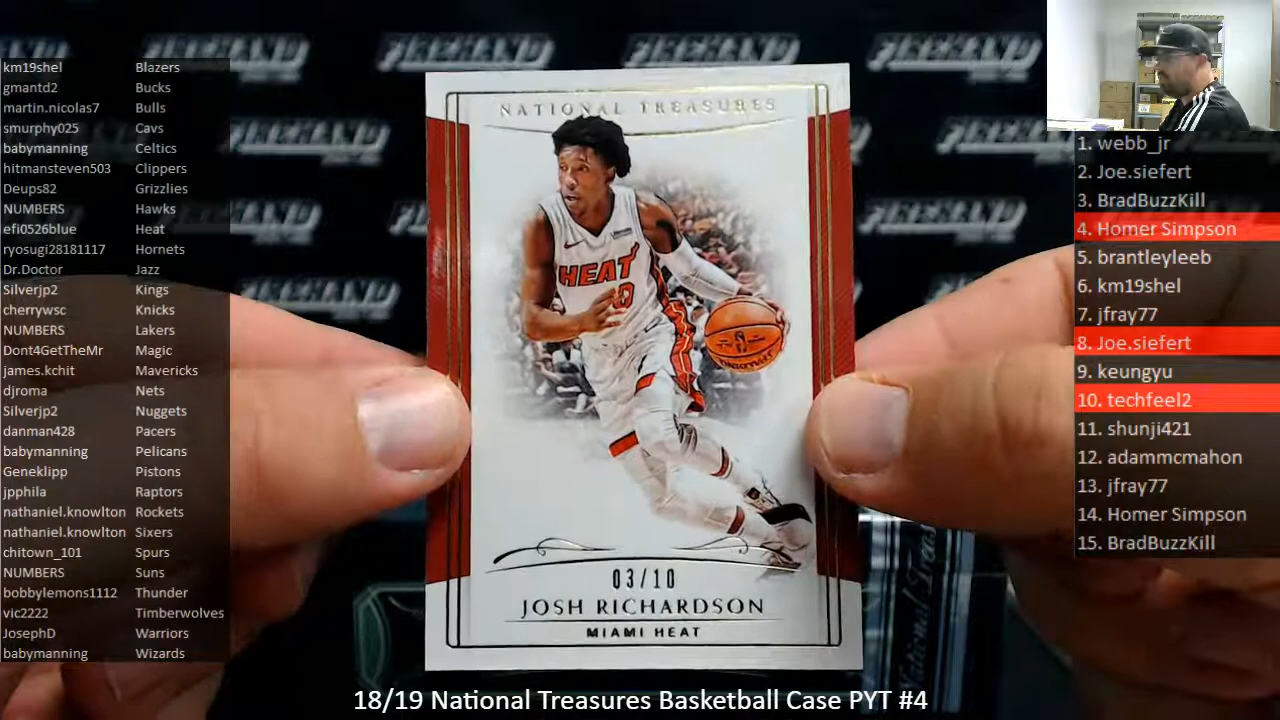 km19shel Blazers
gmantd2 Bucks
martin.nicolas7 Bulls
smurphy025 Cavs
babymanning Celtics
hitmansteven503 Clippers
Deups82 Grizzlies
NUMBERS Hawks
efi0526blue Heat
ryosugi28181117 Hornets
Dr.Doctor Jazz
Silverjp2 Kings
cherrywsc Knicks
NUMBERS Lakers
Dont4GetTheMr Magic
james.kchit Mavericks
djroma Nets
Silverjp2 Nuggets
danman428 Pacers
babymanning Pelicans
Geneklipp Pistons
jpphila Raptors
nathaniel.knowlton Rockets
nathaniel.knowlton Sixers
chitown_101 Spurs
NUMBERS Suns
bobbylemons1112 Thunder
vic2222 Timberwolves
JosephD Warriors
babymanning Wizards
NATIONAL TREASURES
HEAT
03/10
JOSH RICHARDSON
MIAMI HEAT
1. webb_jr
2. Joe.siefert
3. BradBuzzKill
4. Homer Simpson
5. brantleyleeb
6. km19shel
7. jfray77
8. Joe.siefert
9. keungyu
10. techfeel2
11. shunji421
12. adammcmahon
13. jfray77
14. Homer Simpson
15. BradBuzzKill
18/19 National Treasures Basketball Case PYT #4